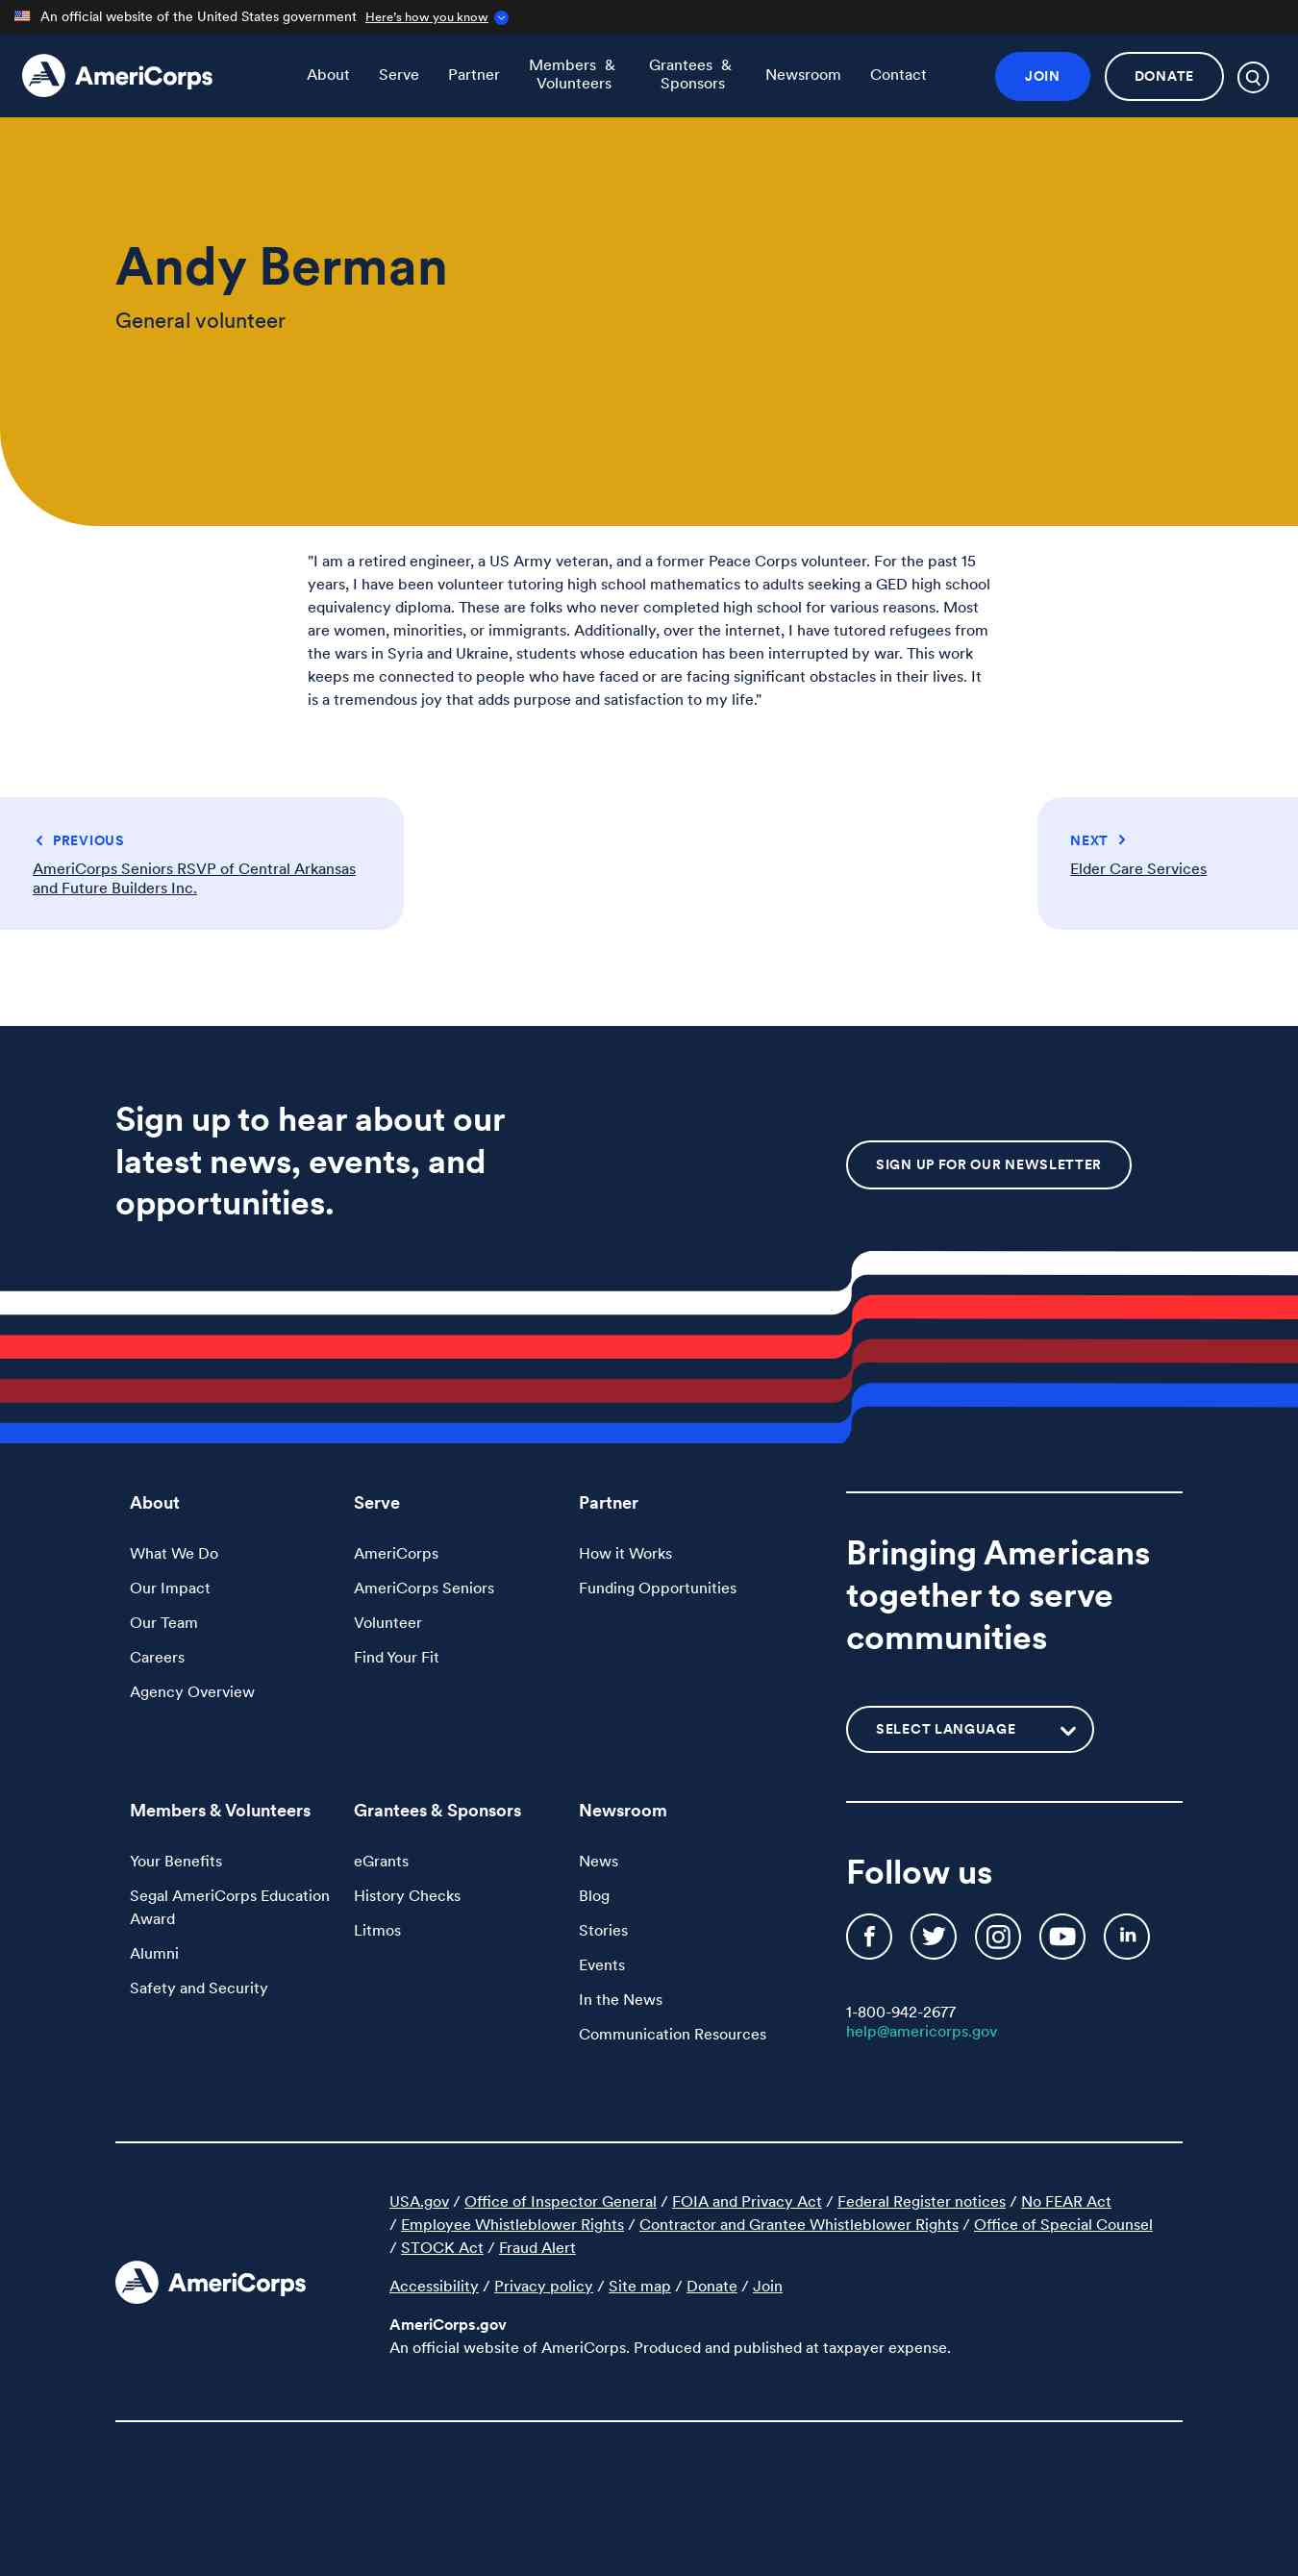 An official website of the United States government Here's how you know
AmeriCorps
About Serve Partner Members & Volunteers Grantees & Sponsors Newsroom Contact
JOIN
DONATE
Andy Berman
General volunteer
"I am a retired engineer, a US Army veteran, and a former Peace Corps volunteer. For the past 15
years, I have been volunteer tutoring high school mathematics to adults seeking a GED high school
equivalency diploma. These are folks who never completed high school for various reasons. Most
are women, minorities, or immigrants. Additionally, over the internet, I have tutored refugees from
the wars in Syria and Ukraine, students whose education has been interrupted by war. This work
keeps me connected to people who have faced or are facing significant obstacles in their lives. It
is a tremendous joy that adds purpose and satisfaction to my life."
PREVIOUS
AmeriCorps Seniors RSVP of Central Arkansas
and Future Builders Inc.
NEXT
Elder Care Services
Sign up to hear about our
latest news, events, and
opportunities.
SIGN UP FOR OUR NEWSLETTER
About
What We Do
Our Impact
Our Team
Careers
Agency Overview
Serve
AmeriCorps
AmeriCorps Seniors
Volunteer
Find Your Fit
Partner
How it Works
Funding Opportunities
Bringing Americans
together to serve
communities
SELECT LANGUAGE
Members & Volunteers
Your Benefits
Segal AmeriCorps Education
Award
Alumni
Safety and Security
Grantees & Sponsors
eGrants
History Checks
Litmos
Newsroom
News
Blog
Stories
Events
In the News
Communication Resources
Follow us
in
1-800-942-2677
help@americorps.gov
AmeriCorps
USA.gov / Office of Inspector General / FOIA and Privacy Act / Federal Register notices / No FEAR Act
/ Employee Whistleblower Rights / Contractor and Grantee Whistleblower Rights / Office of Special Counsel
/ STOCK Act / Fraud Alert
Accessibility / Privacy policy / Site map / Donate / Join
AmeriCorps.gov
An official website of AmeriCorps. Produced and published at taxpayer expense.